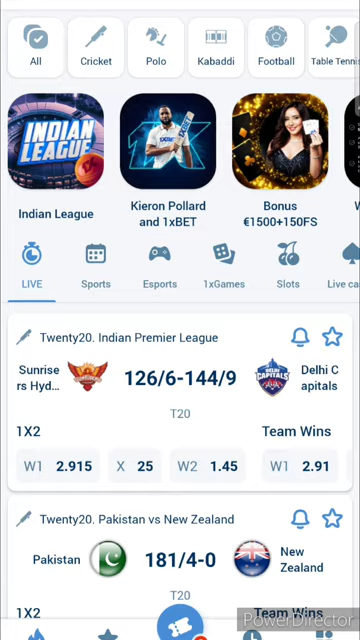 All
Cricket
Polo
Kabaddi
Football
Table Tennis
INDIAN
LEAGUE
1XBET
Indian League
Kieron Pollard
and 1xBET
Bonus
€1500+150FS
LIVE
Sports
Esports
1xGames
Slots
Live ca
Twenty20. Indian Premier League
Sunrise
rs Hyd...
126/6-144/9
Delhi C
apitals
T20
1X2
Team Wins
W1 2.915
X 25
W2 1.45
W1 2.91
Twenty20. Pakistan vs New Zealand
Pakistan
181/4-0
New
Zealand
T20
1X2
Team Wins
PowerDirector